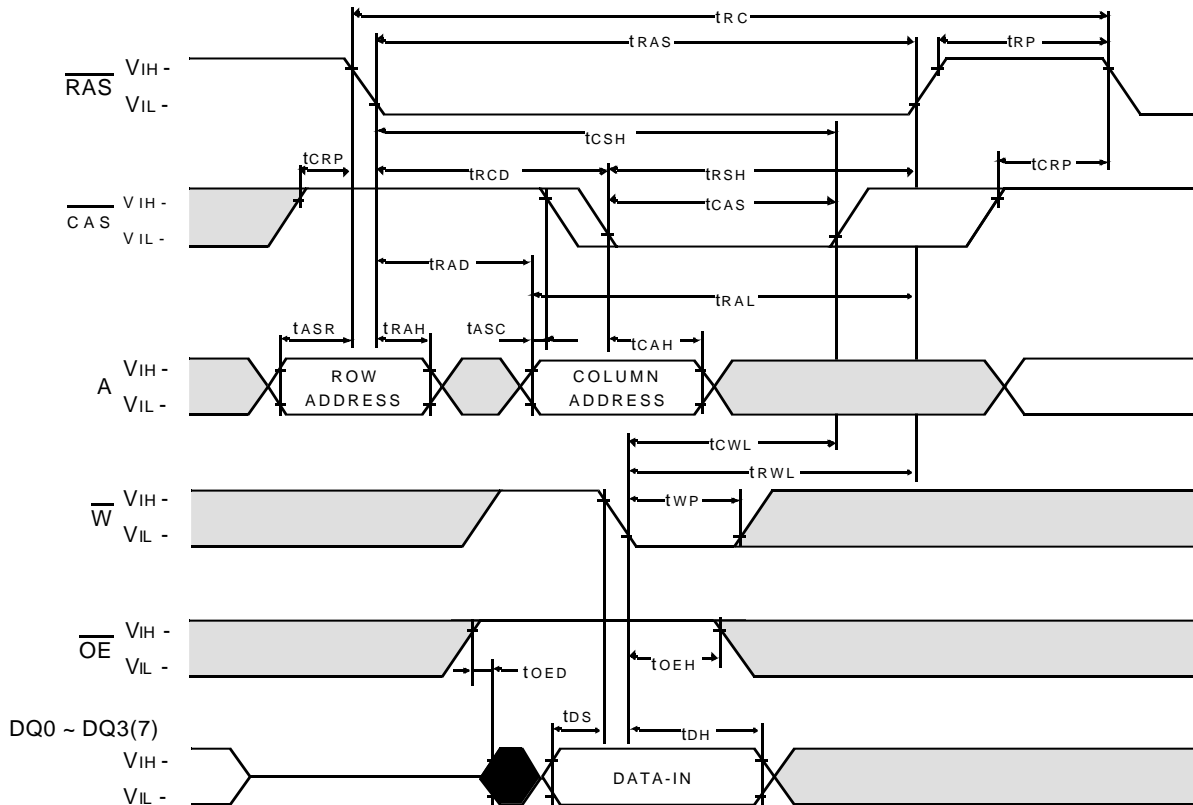 tRC
tRAS
tRP
RAS
VIH -
VIL -
tCSH
tCRP
tRCD
tRSH
tCRP
CAS
VIH -
VIL -
tCAS
tRAD
tRAL
tASR
tRAH
tASC
tCAH
A
VIH -
VIL -
ROW
ADDRESS
COLUMN
ADDRESS
tCWL
tRWL
W
VIH -
VIL -
tWP
OE
VIH -
VIL -
tOED
tOEH
DQ0 ~ DQ3(7)
tDS
tDH
VIH -
VIL -
DATA-IN